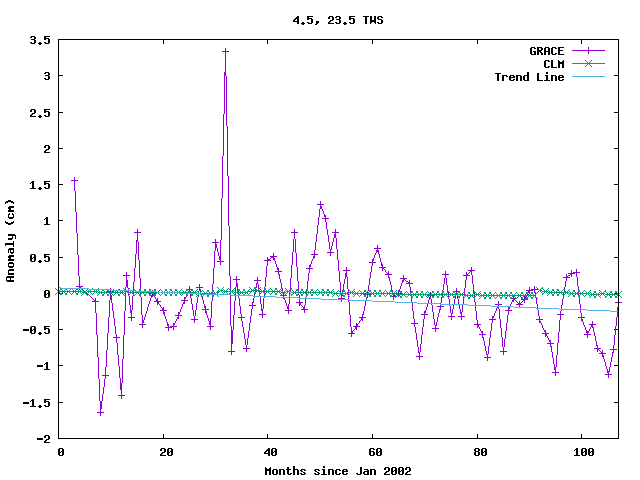 4.5, 23.5 TWS
GRACE
CLM
Trend Line
3.5
3
2.5
2
1.5
1
0.5
0
-0.5
-1
-1.5
-2
Anomaly (cm)
0 20 40 60 80 100
Months since Jan 2002